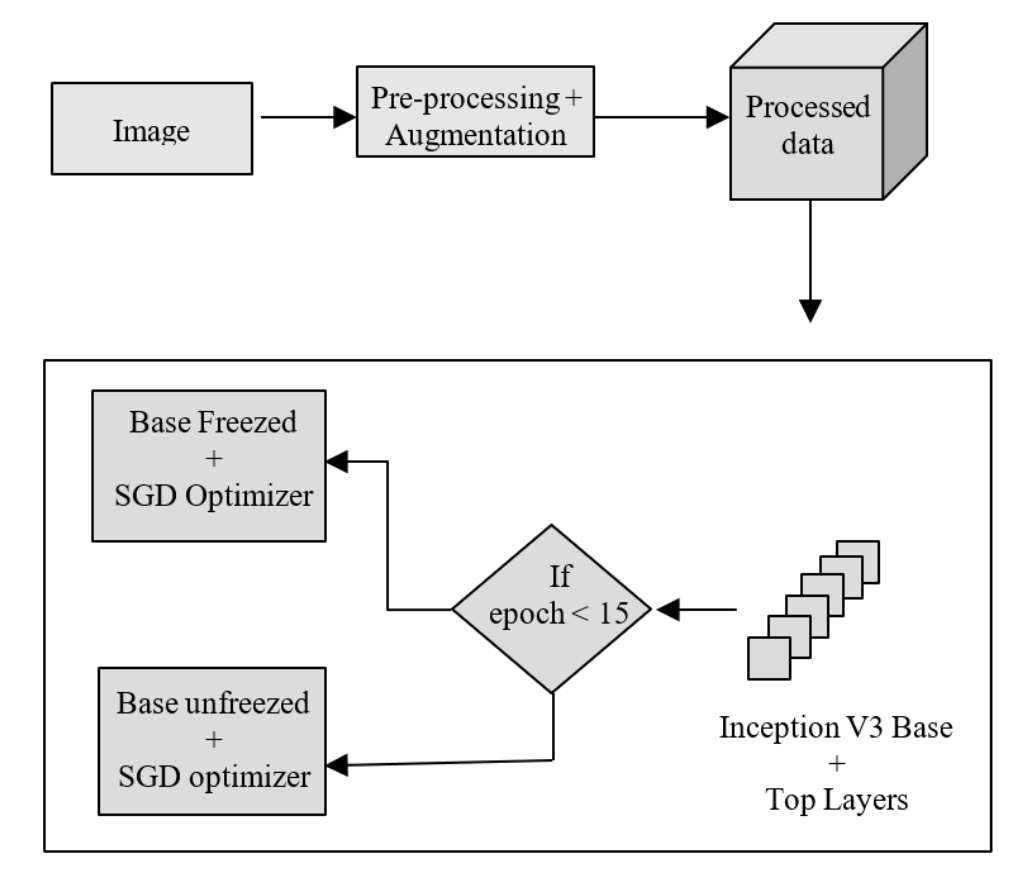 Image
Pre-processing +
Augmentation
Processed
data
Base Freezed
+
SGD Optimizer
If
epoch < 15
Base unfreezed
+
SGD optimizer
Inception V3 Base
+
Top Layers